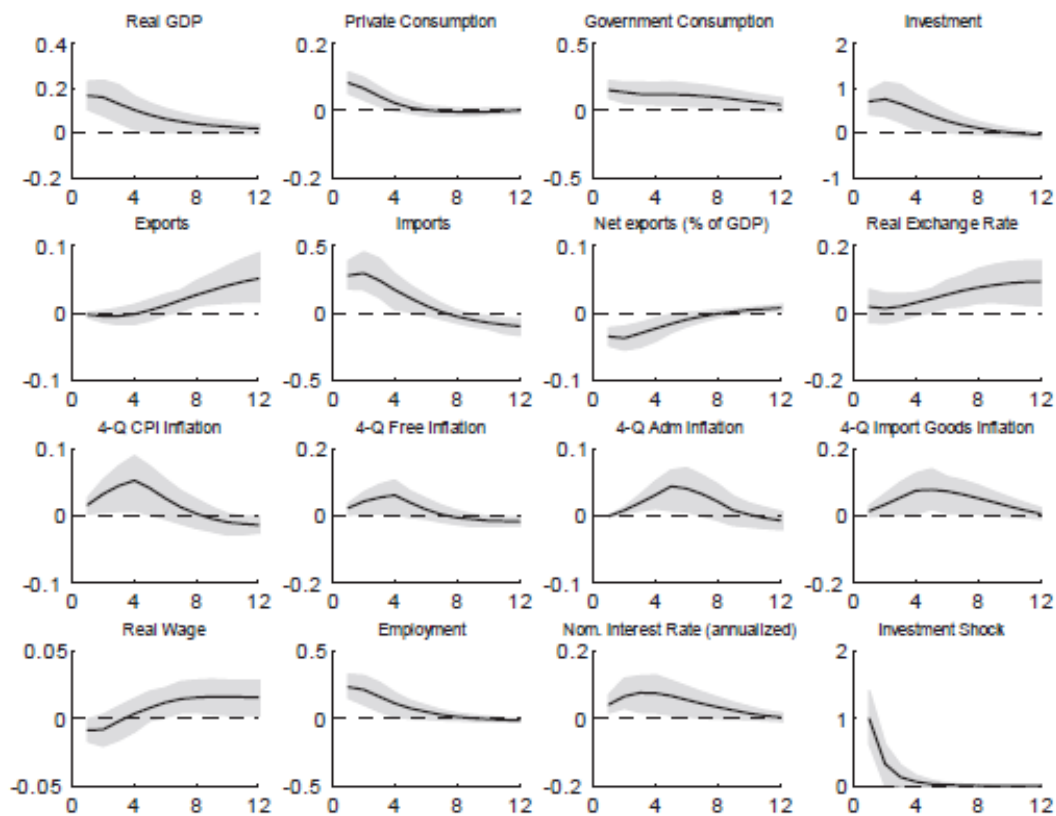 Real GDP
Private Consumption
Government Consumption
Investment
0.4
0.2
0
-0.2
0 4 8 12
0.2
0
-0.2
0 4 8 12
0.5
0
-0.5
0 4 8 12
2
1
0
-1
0 4 8 12
Exports
Imports
Net exports (% of GDP)
Real Exchange Rate
0.1
0
-0.1
0 4 8 12
0.5
0
-0.5
0 4 8 12
0.1
0
-0.1
0 4 8 12
0.2
0
-0.2
0 4 8 12
4-Q CPI Inflation
4-Q Free Inflation
4-Q Adm Inflation
4-Q Import Goods Inflation
0.1
0
-0.1
0 4 8 12
0.2
0
-0.2
0 4 8 12
0.1
0
-0.1
0 4 8 12
0.2
0
-0.2
0 4 8 12
Real Wage
Employment
Nom. Interest Rate (annualized)
Investment Shock
0.05
0
-0.05
0 4 8 12
0.5
0
-0.5
0 4 8 12
0.2
0
-0.2
0 4 8 12
2
1
0
0 4 8 12